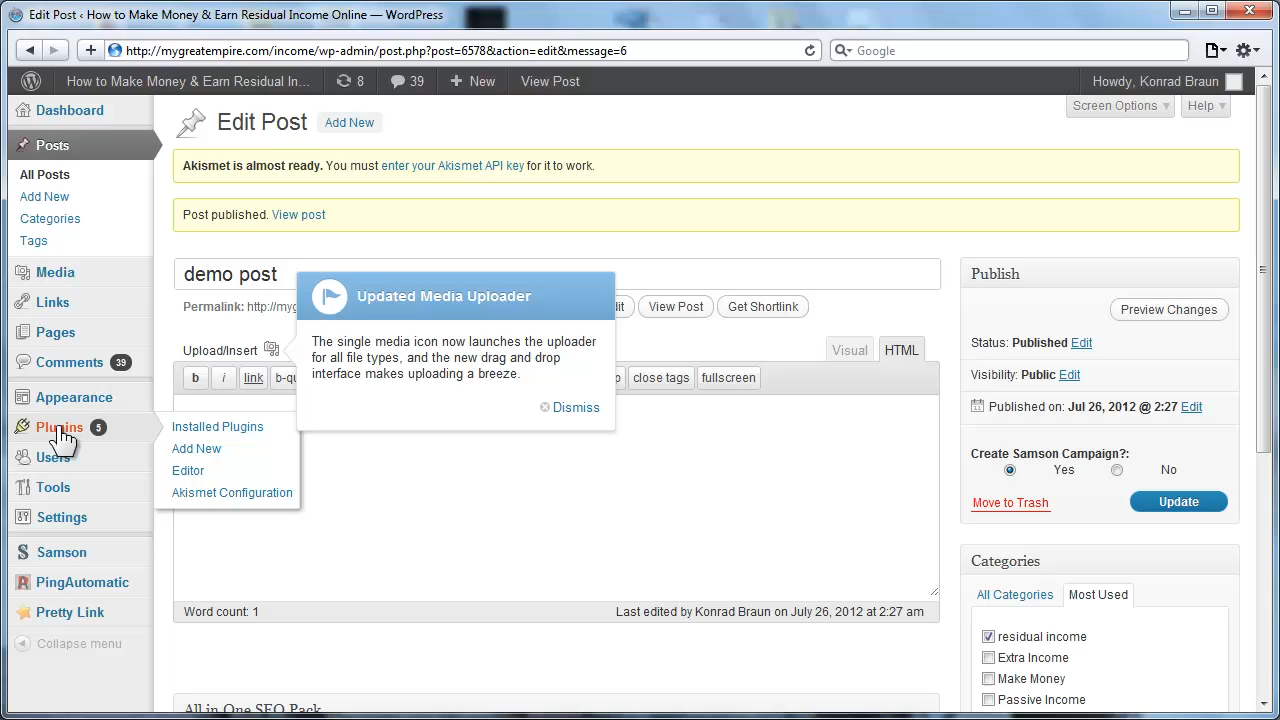 Edit Post ‹ How to Make Money & Earn Residual Income Online — WordPress
http://mygreatempire.com/income/wp-admin/post.php?post=6578&action=edit&message=6
Google
How to Make Money & Earn Residual In... 8 39 New View Post Howdy, Konrad Braun
Screen Options Help
Dashboard
Posts
All Posts
Add New
Categories
Tags
Media
Links
Pages
Comments 39
Appearance
Plugins 5
Users
Tools
Settings
Samson
PingAutomatic
Pretty Link
Collapse menu
Installed Plugins
Add New
Editor
Akismet Configuration
Edit Post Add New
Akismet is almost ready. You must enter your Akismet API key for it to work.
Post published. View post
demo post
Permalink: http://myg
View Post Get Shortlink
Upload/Insert
Visual HTML
b i link b-qu close tags fullscreen
Updated Media Uploader
The single media icon now launches the uploader
for all file types, and the new drag and drop
interface makes uploading a breeze.
Dismiss
Word count: 1 Last edited by Konrad Braun on July 26, 2012 at 2:27 am
All in One SEO Pack
Publish
Preview Changes
Status: Published Edit
Visibility: Public Edit
Published on: Jul 26, 2012 @ 2:27 Edit
Create Samson Campaign?:
Yes No
Move to Trash Update
Categories
All Categories Most Used
residual income
Extra Income
Make Money
Passive Income